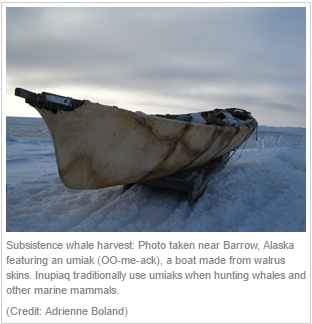 Subsistence whale harvest: Photo taken near Barrow, Alaska
featuring an umiak (OO-me-ack), a boat made from walrus
skins. Inupiaq traditionally use umiaks when hunting whales and
other marine mammals.
(Credit: Adrienne Boland)